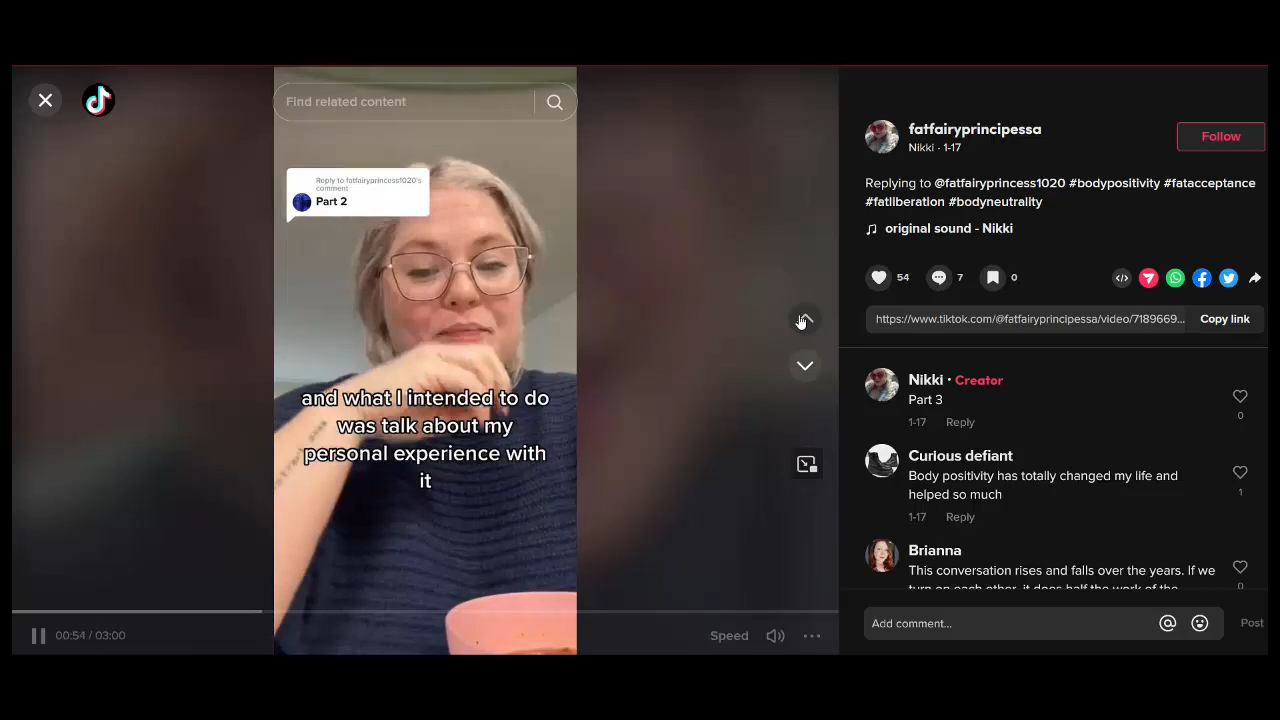 Find related content
Reply to fatfairyprincess1020's
comment
Part 2
and what I intended to do
was talk about my
personal experience with
it
00:54 / 03:00
Speed
fatfairyprincipessa
Nikki · 1-17
Follow
Replying to @fatfairyprincess1020 #bodypositivity #fatacceptance
#fatliberation #bodyneutrality
original sound - Nikki
54
7
0
https://www.tiktok.com/@fatfairyprincipessa/video/7189669...
Copy link
Nikki · Creator
Part 3
0
1-17 Reply
Curious defiant
Body positivity has totally changed my life and
helped so much
1
1-17 Reply
Brianna
This conversation rises and falls over the years. If we
turn on each other, it does half the work of the
0
Add comment...
Post